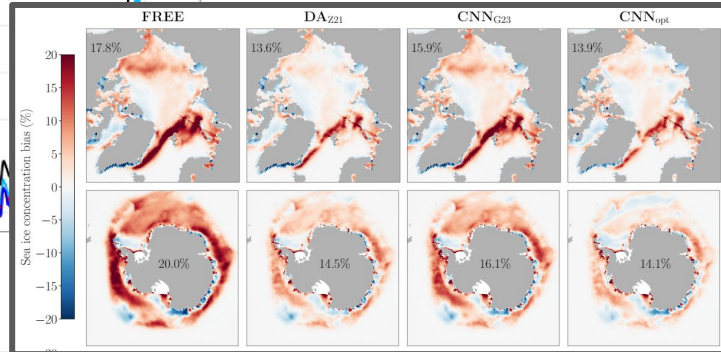 FREE DA_Z21 CNN_G23 CNN_opt
17.8% 13.6% 15.9% 13.9%
20.0% 14.5% 16.1% 14.1%
Sea ice concentration bias (%)
20
15
10
5
0
−5
−10
−15
−20